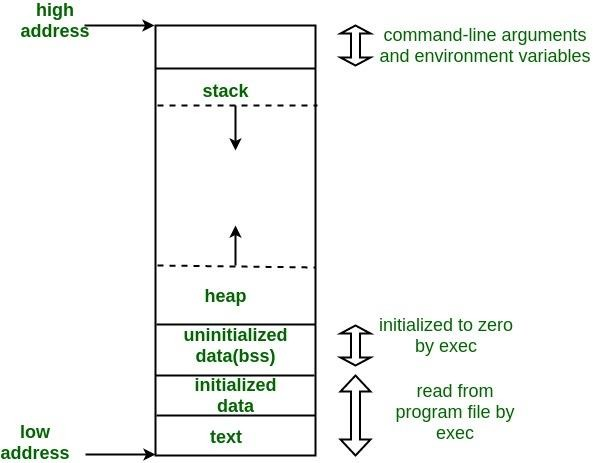 high
address
command-line arguments
and environment variables
stack
heap
uninitialized
data(bss)
initialized to zero
by exec
initialized
data
read from
program file by
exec
text
low
address